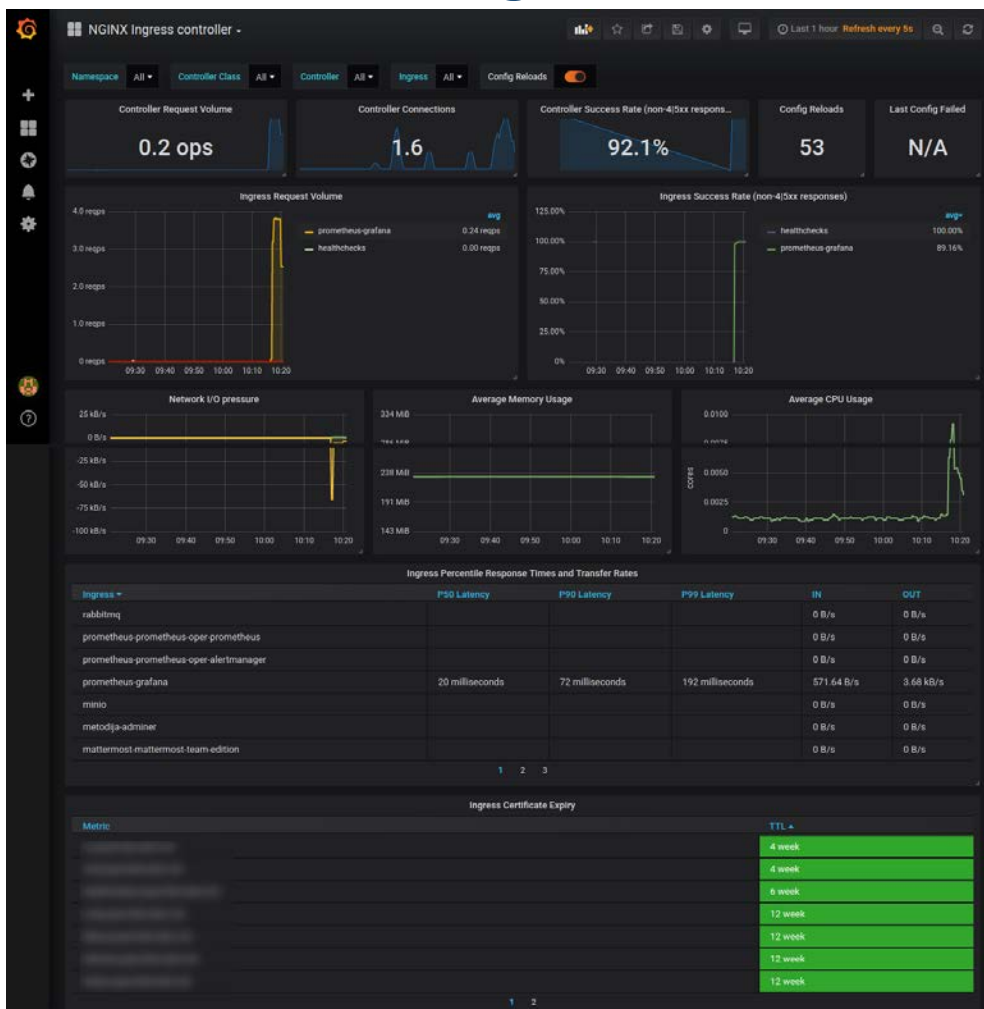 NGINX Ingress controller
Last 1 hour Refresh every 5s
Namespace All Controller Class All Controller All Ingress All Config Reloads
Controller Request Volume
0.2 ops
Controller Connections
1.6
Controller Success Rate (non-4|5xx respons...
92.1%
Config Reloads
53
Last Config Failed
N/A
Ingress Request Volume
4.0 reqps
3.0 reqps
2.0 reqps
1.0 reqps
0 reqps
09:30 09:40 09:50 10:00 10:10 10:20
avg
prometheus-grafana 0.24 reqps
healthchecks 0.00 reqps
Ingress Success Rate (non-4|5xx responses)
125.00%
100.00%
75.00%
50.00%
25.00%
0%
09:30 09:40 09:50 10:00 10:10 10:20
avg
healthchecks 100.00%
prometheus-grafana 89.16%
Network I/O pressure
25 kB/s
0 B/s
-25 kB/s
-50 kB/s
-75 kB/s
-100 kB/s
09:30 09:40 09:50 10:00 10:10 10:20
Average Memory Usage
334 MiB
238 MiB
191 MiB
143 MiB
09:30 09:40 09:50 10:00 10:10 10:20
Average CPU Usage
cores
0.0100
0.0050
0.0025
0
09:30 09:40 09:50 10:00 10:10 10:20
Ingress Percentile Response Times and Transfer Rates
Ingress P50 Latency P90 Latency P99 Latency IN OUT
rabbitmq 0 B/s 0 B/s
prometheus-prometheus-oper-prometheus 0 B/s 0 B/s
prometheus-prometheus-oper-alertmanager 0 B/s 0 B/s
prometheus-grafana 20 milliseconds 72 milliseconds 192 milliseconds 571.64 B/s 3.68 kB/s
minio 0 B/s 0 B/s
metodija-adminer 0 B/s 0 B/s
mattermost-mattermost-team-edition 0 B/s 0 B/s
1 2 3
Ingress Certificate Expiry
Metric TTL
4 week
4 week
6 week
12 week
12 week
12 week
12 week
1 2